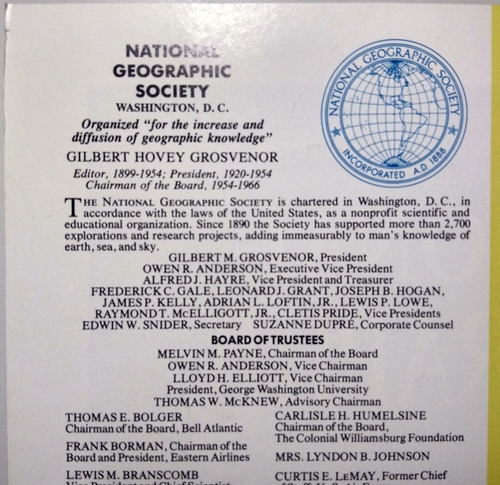 NATIONAL
GEOGRAPHIC
SOCIETY
WASHINGTON, D. C.
Organized "for the increase and
diffusion of geographic knowledge"
GILBERT HOVEY GROSVENOR
Editor, 1899-1954; President, 1920-1954
Chairman of the Board, 1954-1966
NATIONAL GEOGRAPHIC SOCIETY
INCORPORATED A.D. 1888
THE NATIONAL GEOGRAPHIC SOCIETY is chartered in Washington, D. C., in
accordance with the laws of the United States, as a nonprofit scientific and
educational organization. Since 1890 the Society has supported more than 2,700
explorations and research projects, adding immeasurably to man's knowledge of
earth, sea, and sky.
GILBERT M. GROSVENOR, President
OWEN R. ANDERSON, Executive Vice President
ALFRED J. HAYRE, Vice President and Treasurer
FREDERICK C. GALE, LEONARD J. GRANT, JOSEPH B. HOGAN,
JAMES P. KELLY, ADRIAN L. LOFTIN, JR., LEWIS P. LOWE,
RAYMOND T. McELLIGOTT, JR., CLETIS PRIDE, Vice Presidents
EDWIN W. SNIDER, Secretary SUZANNE DUPRÉ, Corporate Counsel
BOARD OF TRUSTEES
MELVIN M. PAYNE, Chairman of the Board
OWEN R. ANDERSON, Vice Chairman
LLOYD H. ELLIOTT, Vice Chairman
President, George Washington University
THOMAS W. McKNEW, Advisory Chairman
THOMAS E. BOLGER
Chairman of the Board, Bell Atlantic
FRANK BORMAN, Chairman of the
Board and President, Eastern Airlines
LEWIS M. BRANSCOMB
Vice President and Chief Scientist
CARLISLE H. HUMELSINE
Chairman of the Board,
The Colonial Williamsburg Foundation
MRS. LYNDON B. JOHNSON
CURTIS E. LeMAY, Former Chief